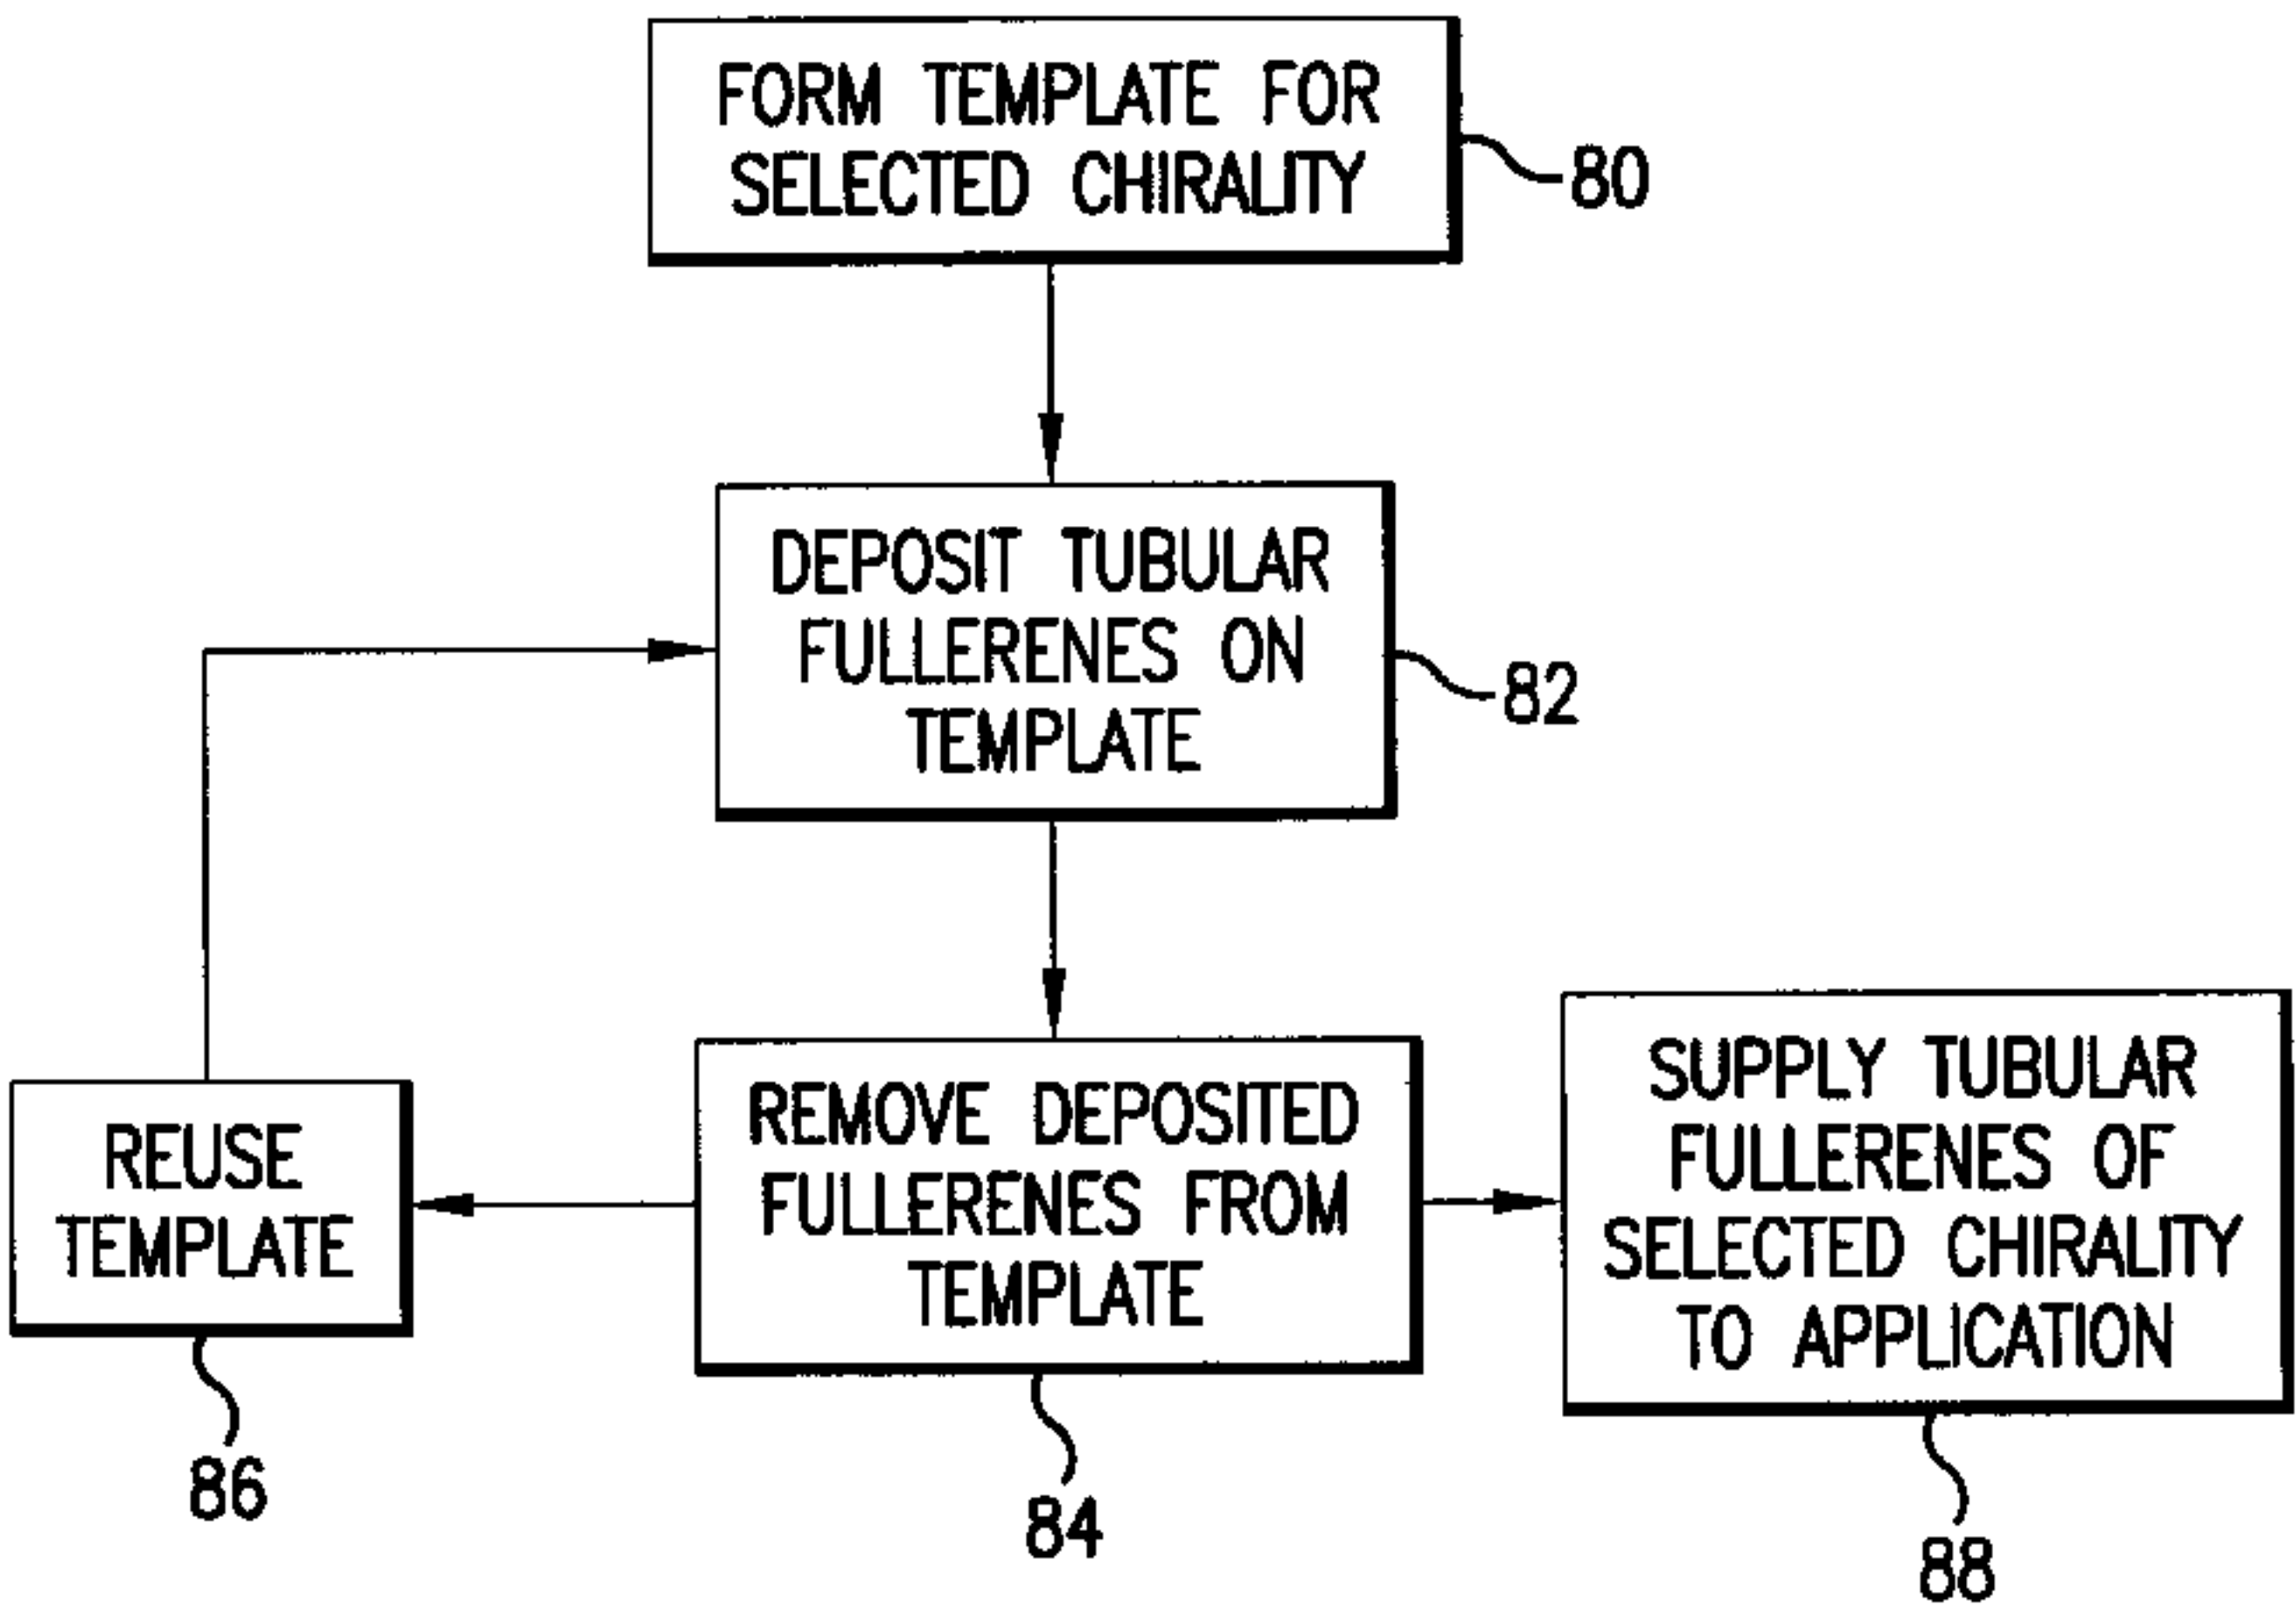 FORM TEMPLATE FOR
SELECTED CHIRALITY
80
DEPOSIT TUBULAR
FULLERENES ON
TEMPLATE
82
REUSE
TEMPLATE
86
REMOVE DEPOSITED
FULLERENES FROM
TEMPLATE
84
SUPPLY TUBULAR
FULLERENES OF
SELECTED CHIRALITY
TO APPLICATION
88